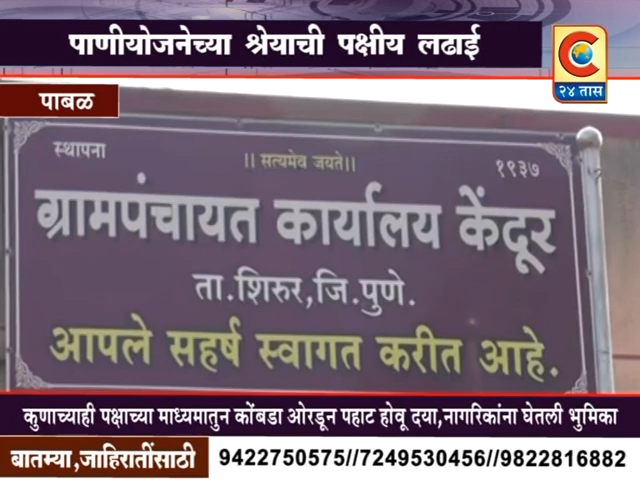 पाणीयोजनेच्या श्रेयाची पक्षीय लढाई
C
२४ तास
पाबळ
स्थापना
॥ सत्यमेव जयते॥
१९३७
ग्रामपंचायत कार्यालय केंदूर
ता.शिरुर,जि.पुणे.
आपले सहर्ष स्वागत करीत आहे.
कुणाच्याही पक्षाच्या माध्यमातुन कोंबडा ओरडून पहाट होवू दया,नागरिकांना घेतली भुमिका
बातम्या,जाहिरातींसाठी
9422750575//7249530456//9822816882